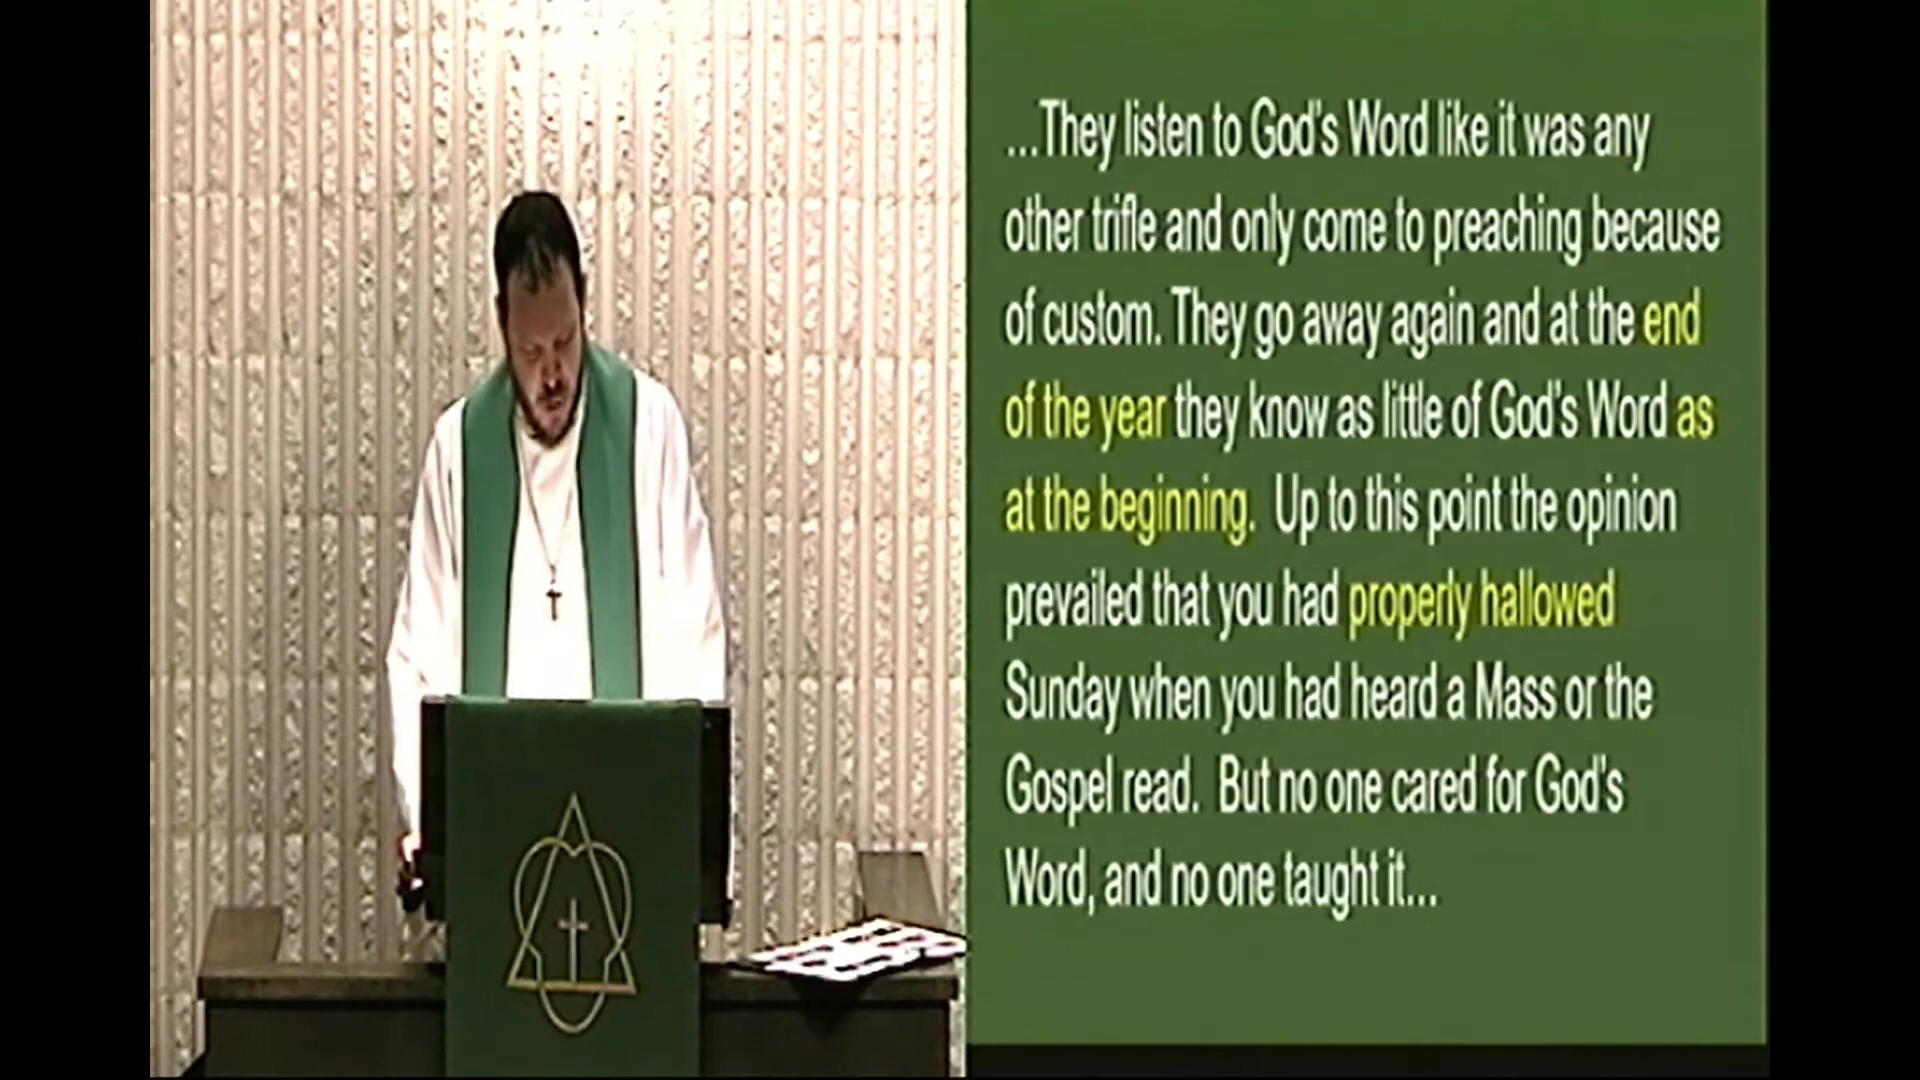 ...They listen to God's Word like it was any
other trifle and only come to preaching because
of custom. They go away again and at the end
of the year they know as little of God's Word as
at the beginning. Up to this point the opinion
prevailed that you had properly hallowed
Sunday when you had heard a Mass or the
Gospel read. But no one cared for God's
Word, and no one taught it...